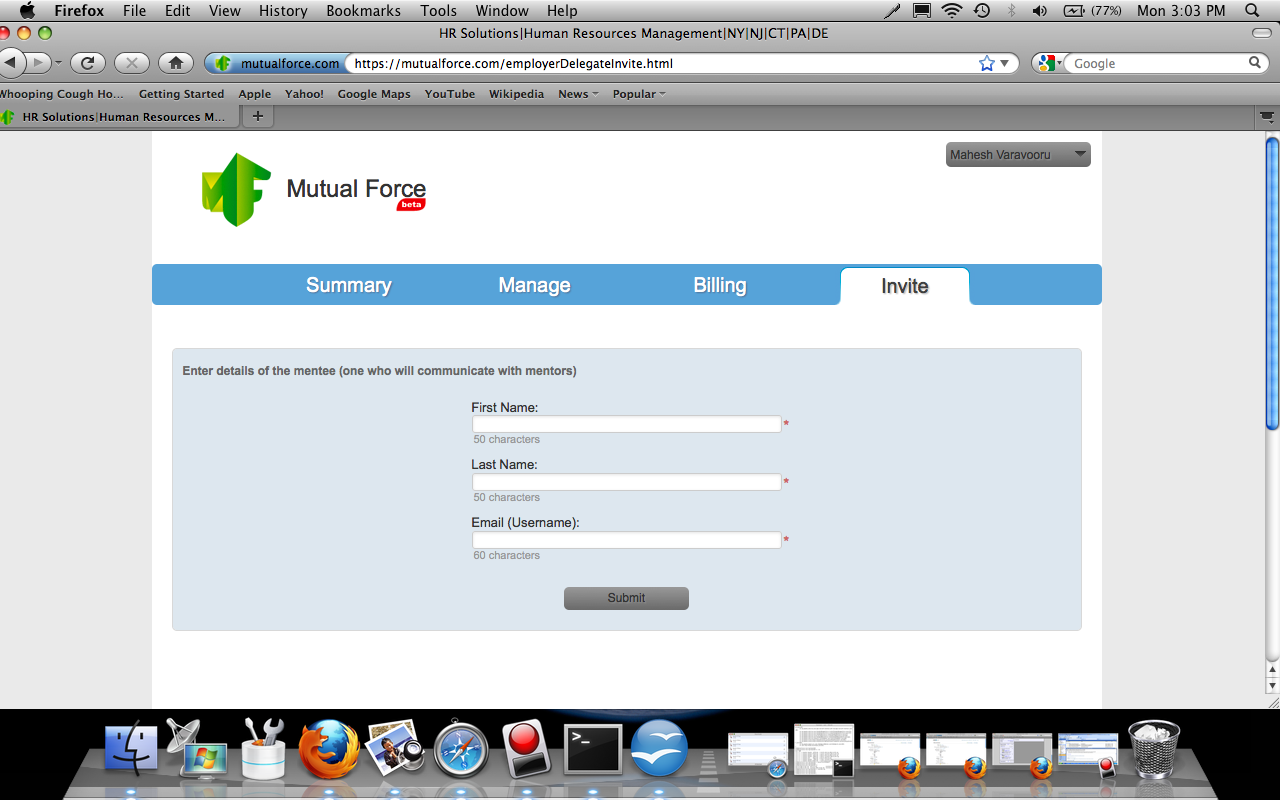 Firefox File Edit View History Bookmarks Tools Window Help (77%) Mon 3:03 PM
HR Solutions|Human Resources Management|NY|NJ|CT|PA|DE
mutualforce.com https://mutualforce.com/employerDelegateInvite.html Google
Whooping Cough Ho... Getting Started Apple Yahoo! Google Maps YouTube Wikipedia News Popular
HR Solutions|Human Resources M... +
Mahesh Varavooru
MF Mutual Force
beta
Summary Manage Billing Invite
Enter details of the mentee (one who will communicate with mentors)
First Name:
*
50 characters
Last Name:
*
50 characters
Email (Username):
*
60 characters
Submit
>_